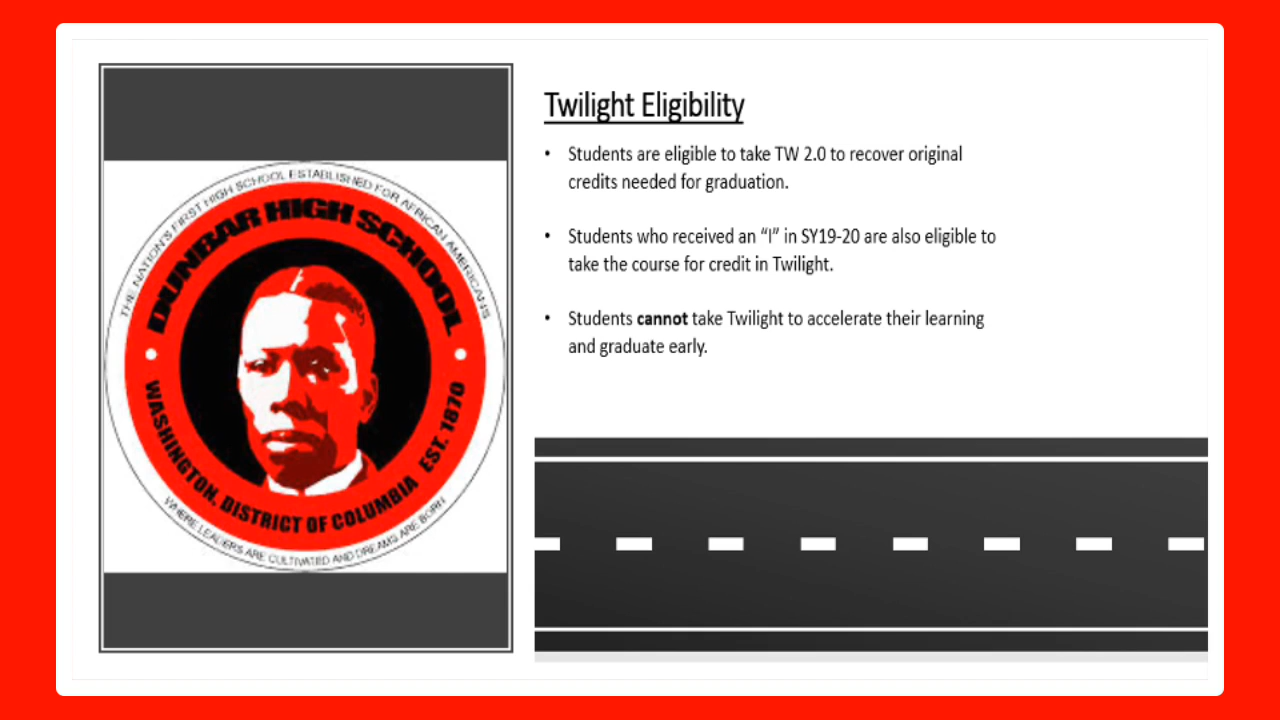 THE NATION'S FIRST HIGH SCHOOL ESTABLISHED FOR AFRICAN AMERICANS
DUNBAR HIGH SCHOOL
WASHINGTON, DISTRICT OF COLUMBIA EST. 1870
WHERE LEADERS ARE CULTIVATED AND DREAMS ARE BORN
Twilight Eligibility
• Students are eligible to take TW 2.0 to recover original
credits needed for graduation.
• Students who received an “I” in SY19-20 are also eligible to
take the course for credit in Twilight.
• Students cannot take Twilight to accelerate their learning
and graduate early.